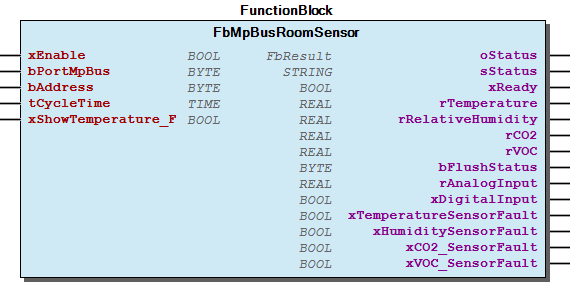 FunctionBlock
FbMpBusRoomSensor
xEnable BOOL FbResult oStatus
bPortMpBus BYTE STRING sStatus
bAddress BYTE BOOL xReady
tCycleTime TIME REAL rTemperature
xShowTemperature_F BOOL REAL rRelativeHumidity
REAL rCO2
REAL rVOC
BYTE bFlushStatus
REAL rAnalogInput
BOOL xDigitalInput
BOOL xTemperatureSensorFault
BOOL xHumiditySensorFault
BOOL xCO2_SensorFault
BOOL xVOC_SensorFault